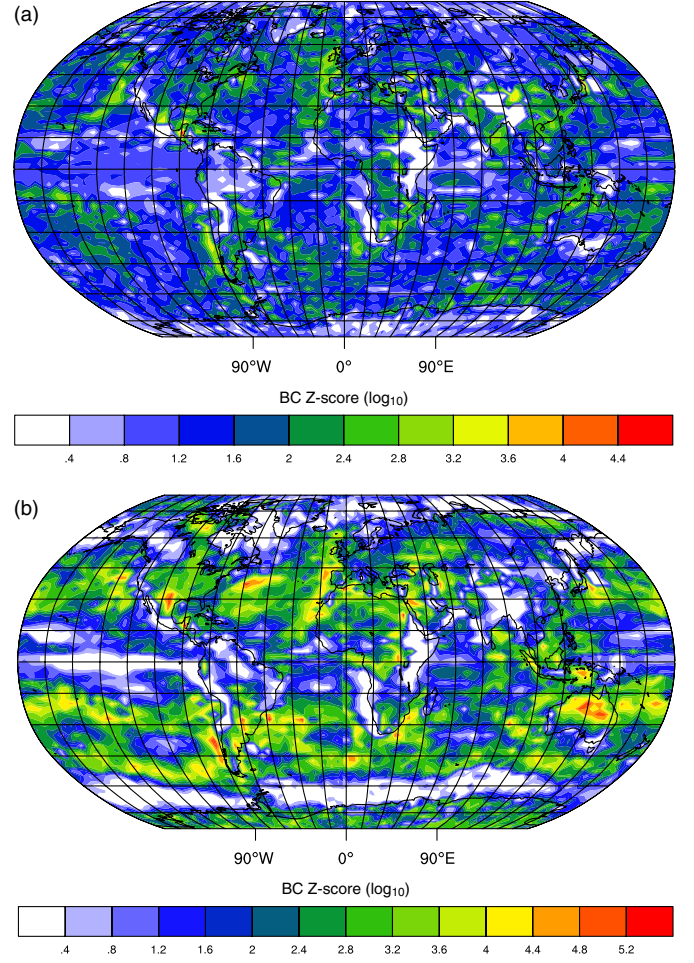 (a)
90°W 0° 90°E
BC Z-score (log₁₀)
.4 .8 1.2 1.6 2 2.4 2.8 3.2 3.6 4 4.4
(b)
90°W 0° 90°E
BC Z-score (log₁₀)
.4 .8 1.2 1.6 2 2.4 2.8 3.2 3.6 4 4.4 4.8 5.2